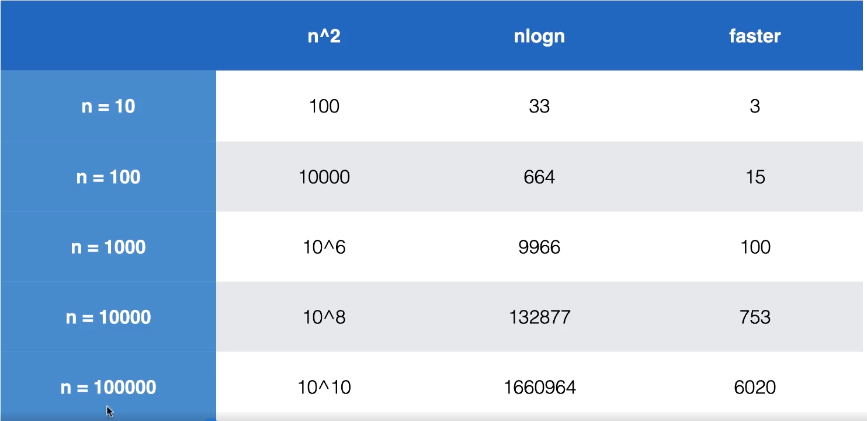 n^2 nlogn faster
n = 10 100 33 3
n = 100 10000 664 15
n = 1000 10^6 9966 100
n = 10000 10^8 132877 753
n = 100000 10^10 1660964 6020